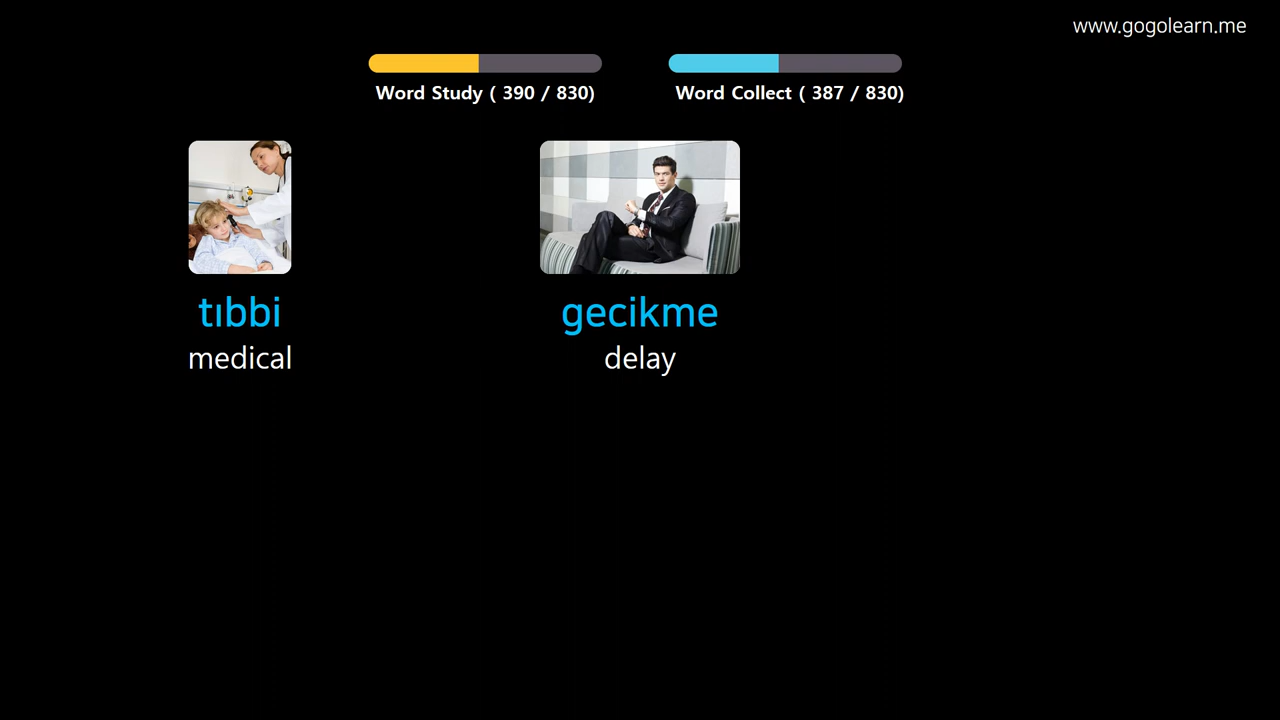 www.gogolearn.me
Word Study ( 390 / 830)
Word Collect ( 387 / 830)
tıbbi
medical
gecikme
delay